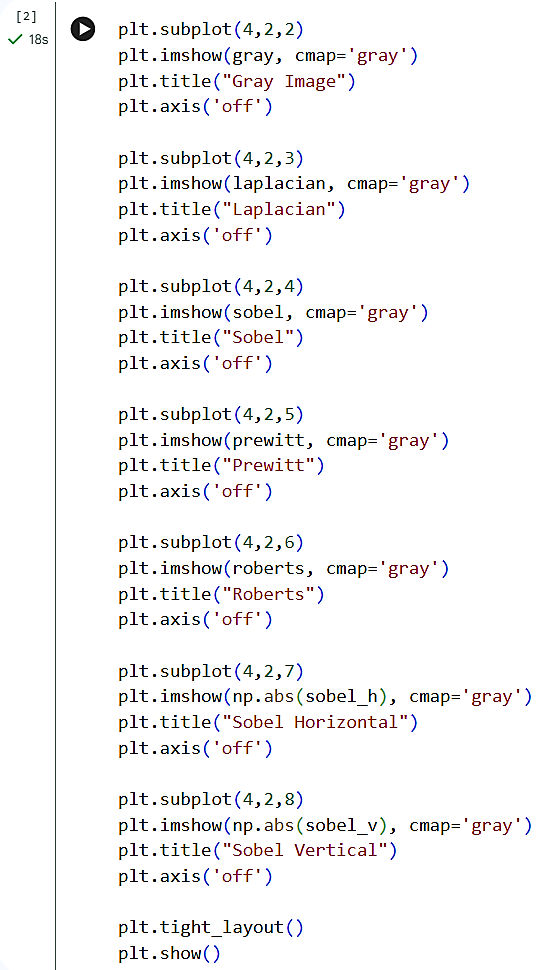 [2]
18s
plt.subplot(4,2,2)
plt.imshow(gray, cmap='gray')
plt.title("Gray Image")
plt.axis('off')
plt.subplot(4,2,3)
plt.imshow(laplacian, cmap='gray')
plt.title("Laplacian")
plt.axis('off')
plt.subplot(4,2,4)
plt.imshow(sobel, cmap='gray')
plt.title("Sobel")
plt.axis('off')
plt.subplot(4,2,5)
plt.imshow(prewitt, cmap='gray')
plt.title("Prewitt")
plt.axis('off')
plt.subplot(4,2,6)
plt.imshow(roberts, cmap='gray')
plt.title("Roberts")
plt.axis('off')
plt.subplot(4,2,7)
plt.imshow(np.abs(sobel_h), cmap='gray')
plt.title("Sobel Horizontal")
plt.axis('off')
plt.subplot(4,2,8)
plt.imshow(np.abs(sobel_v), cmap='gray')
plt.title("Sobel Vertical")
plt.axis('off')
plt.tight_layout()
plt.show()